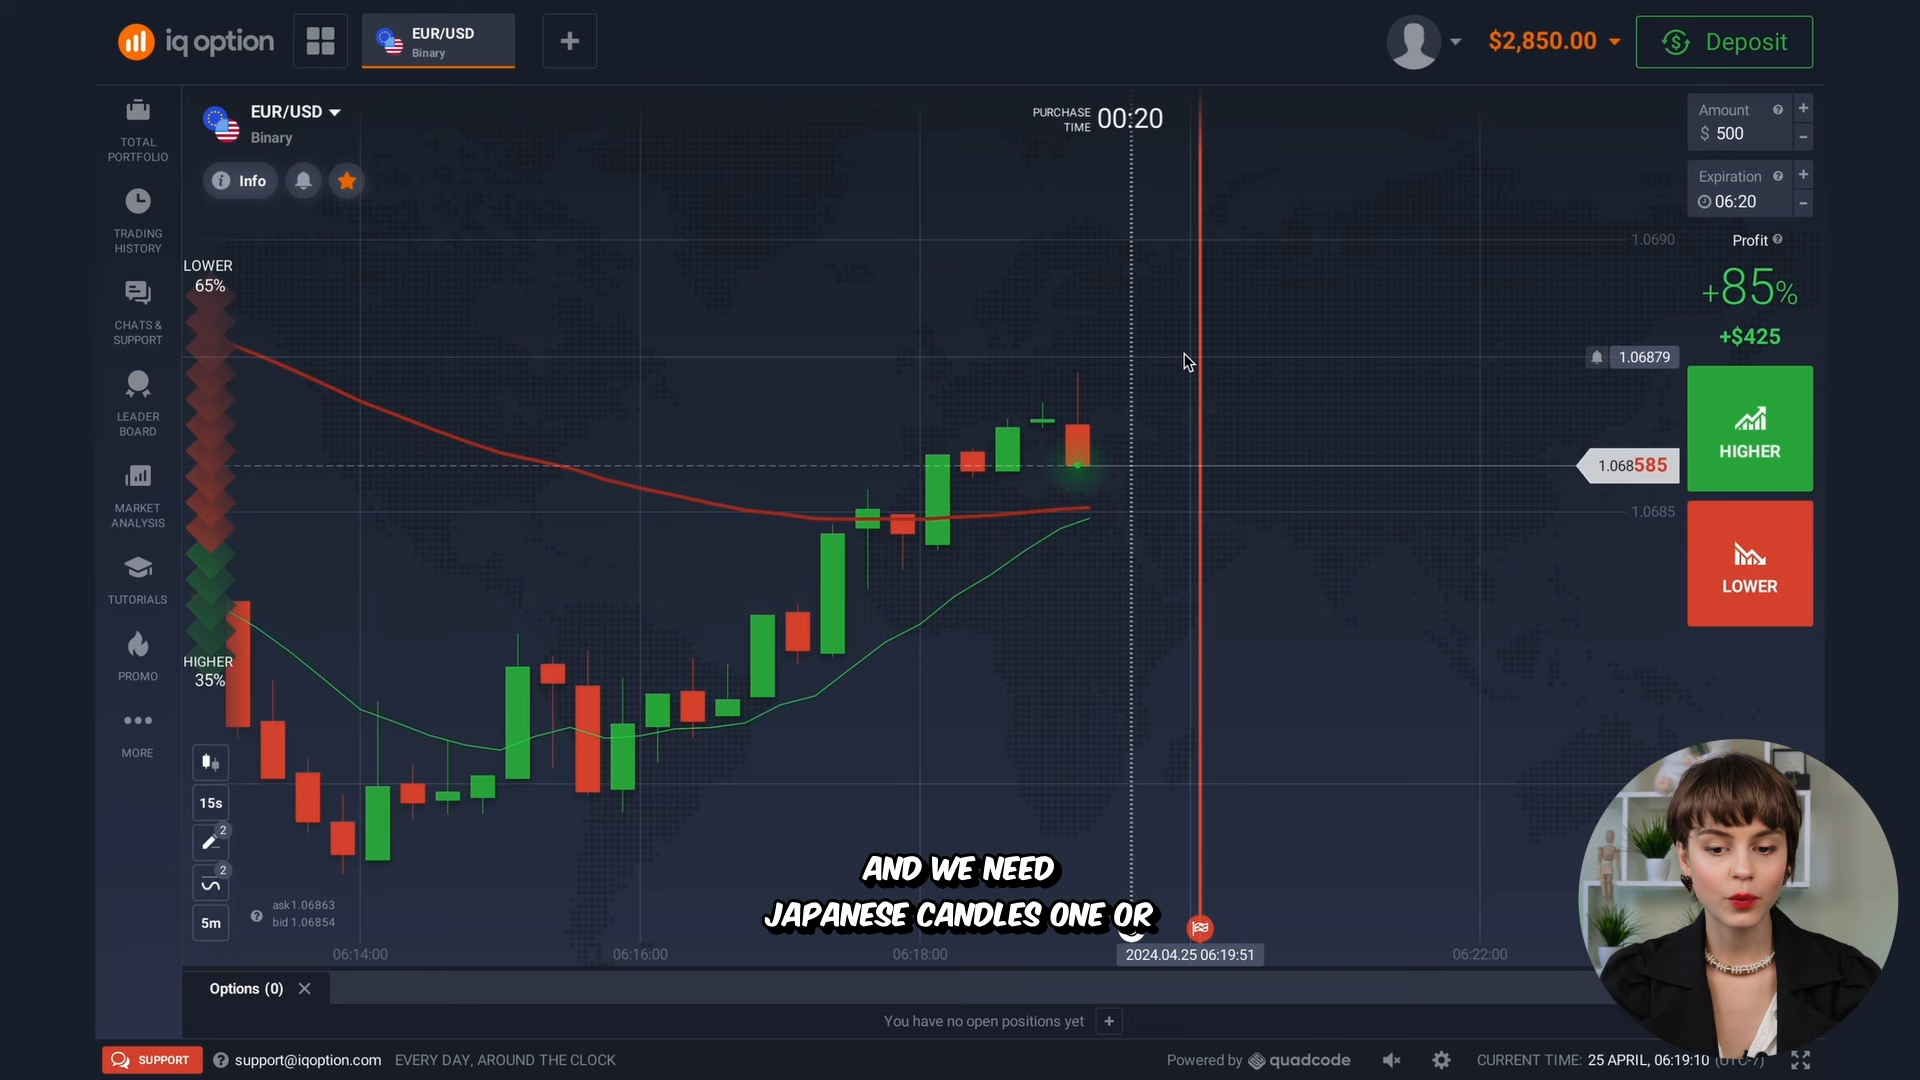 iq option
EUR/USD
Binary
$2,850.00
Deposit
TOTAL
PORTFOLIO
TRADING
HISTORY
CHATS &
SUPPORT
LEADER
BOARD
MARKET
ANALYSIS
TUTORIALS
PROMO
MORE
EUR/USD
Binary
Info
PURCHASE
TIME 00:20
LOWER
65%
HIGHER
35%
15s
2
2
5m
ask 1.06863
bid 1.06854
1.0690
1.06879
1.068585
1.0685
Amount
$ 500
Expiration
06:20
Profit
+85%
+$425
HIGHER
LOWER
AND WE NEED
JAPANESE CANDLES ONE OR
06:14:00
06:16:00
06:18:00
2024.04.25 06:19:51
06:22:00
Options (0)
You have no open positions yet
SUPPORT
support@iqoption.com
EVERY DAY, AROUND THE CLOCK
Powered by quadcode
CURRENT TIME: 25 APRIL, 06:19:10 (UTC-7)